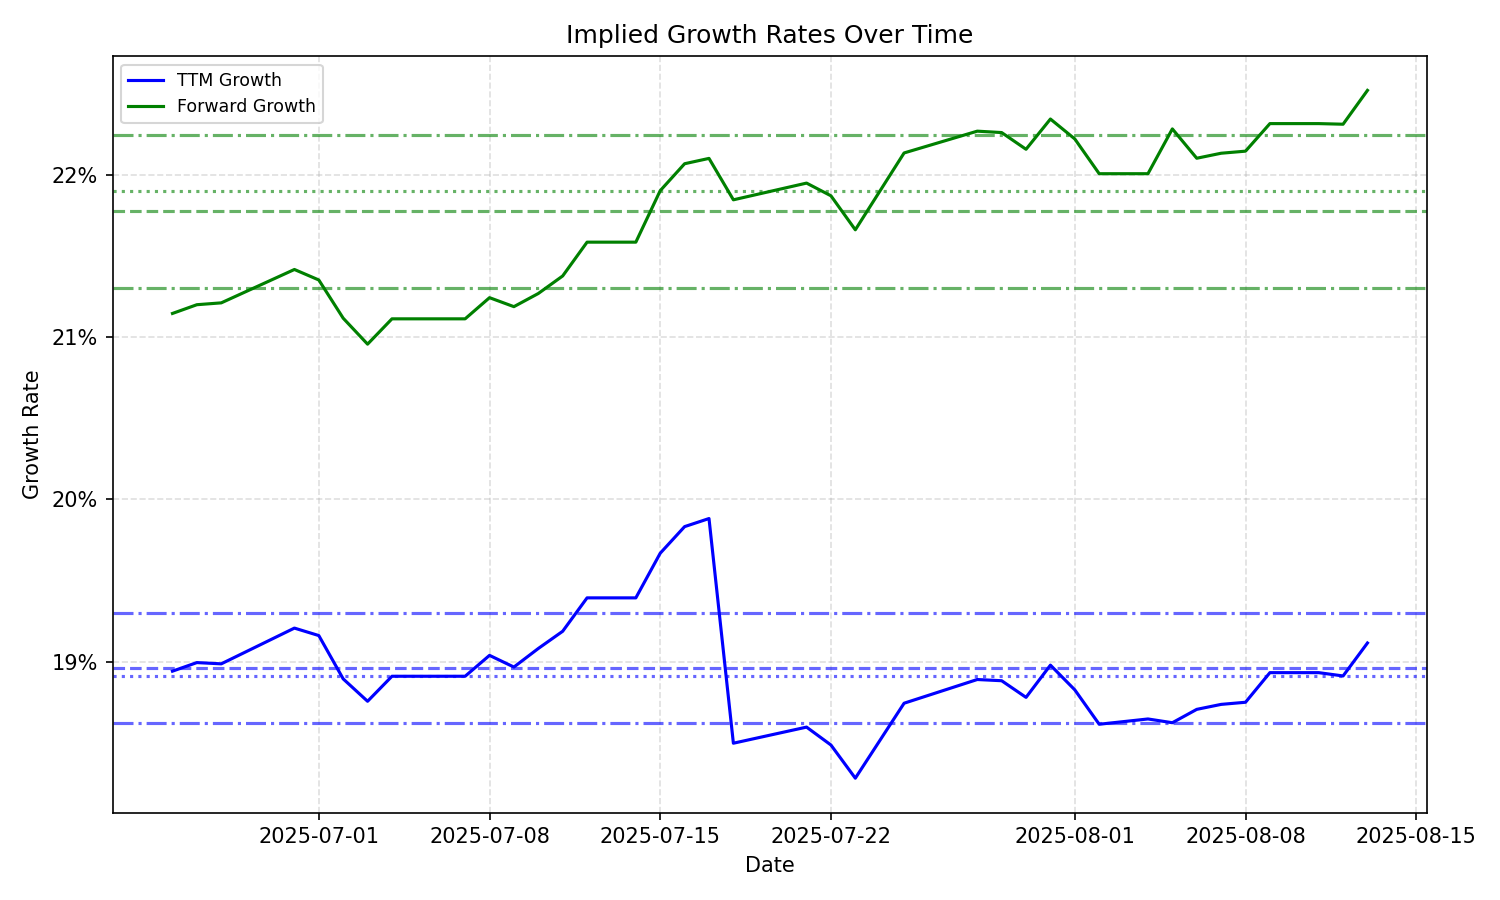 Implied Growth Rates Over Time
TTM Growth
Forward Growth
22%
21%
20%
19%
Growth Rate
2025-07-01
2025-07-08
2025-07-15
2025-07-22
2025-08-01
2025-08-08
2025-08-15
Date